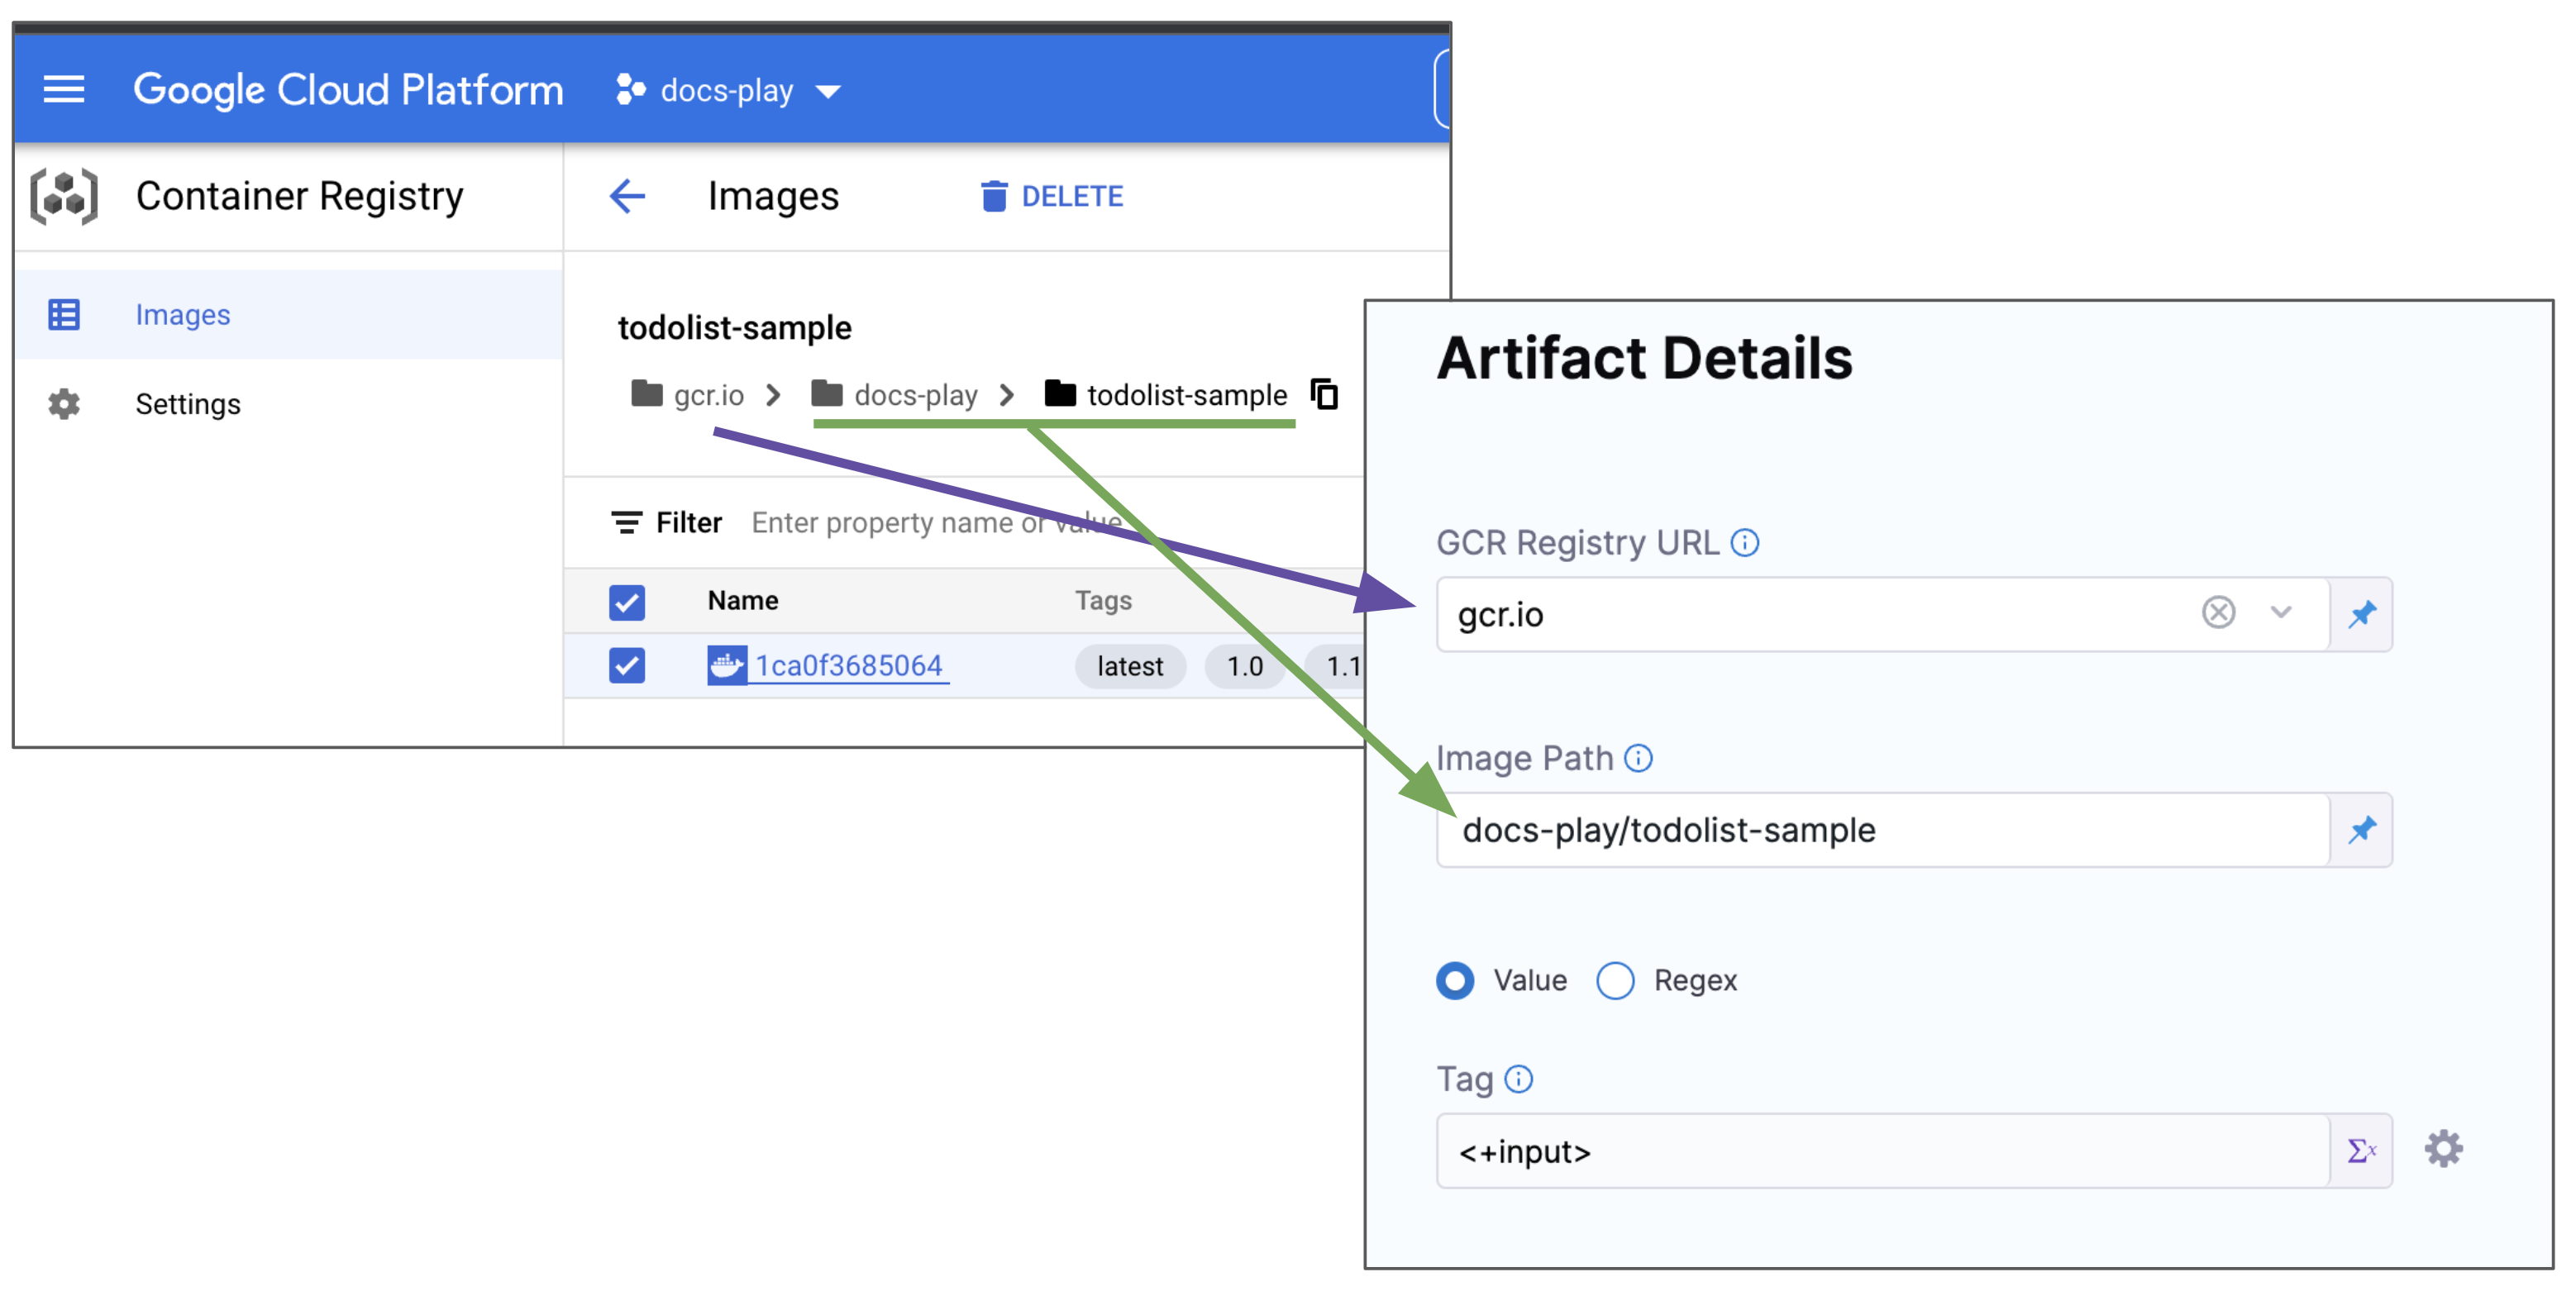 Google Cloud Platform docs-play
Container Registry
Images DELETE
Images
Settings
todolist-sample
gcr.io docs-play todolist-sample
Filter Enter property name or value
Name Tags
1ca0f3685064 latest 1.0 1.1
Artifact Details
GCR Registry URL
gcr.io
Image Path
docs-play/todolist-sample
Value Regex
Tag
<+input>